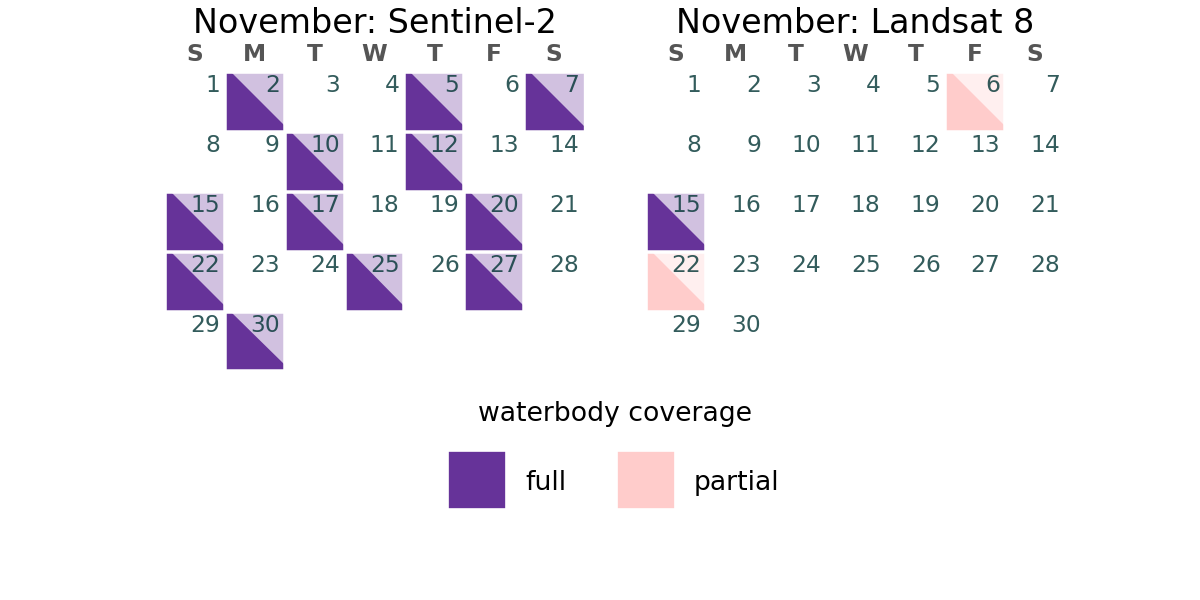 November: Sentinel-2
S M T W T F S
1 2 3 4 5 6 7
8 9 10 11 12 13 14
15 16 17 18 19 20 21
22 23 24 25 26 27 28
29 30
November: Landsat 8
S M T W T F S
1 2 3 4 5 6 7
8 9 10 11 12 13 14
15 16 17 18 19 20 21
22 23 24 25 26 27 28
29 30
waterbody coverage
full
partial